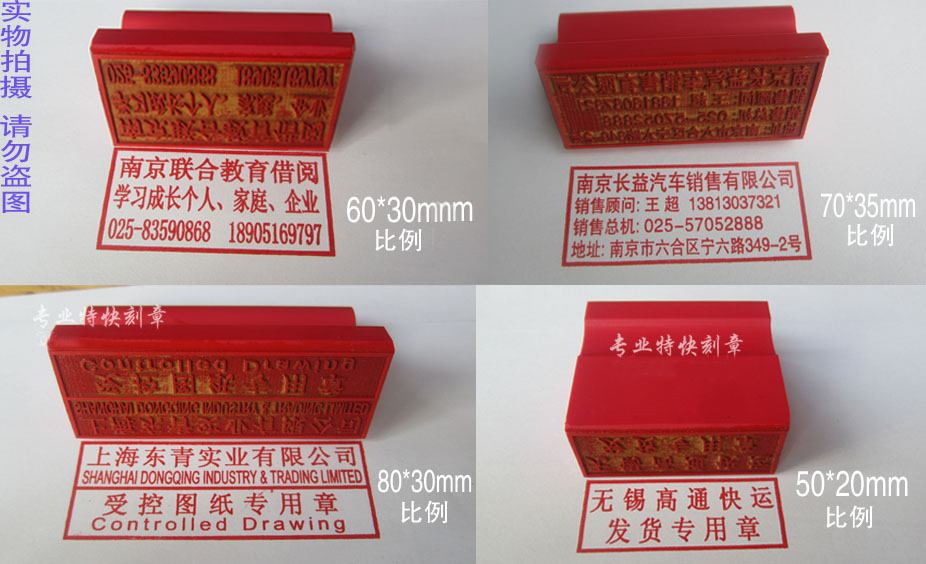 实物拍摄 请勿盗图
南京联合教育借阅
学习成长个人、家庭、企业
025-83590868 18905169797
60*30mnm
比例
南京长益汽车销售有限公司
销售顾问: 王 超 13813037321
销售总机: 025-57052888
地址: 南京市六合区宁六路349-2号
70*35mm
比例
专业特快刻章
上海东青实业有限公司
SHANGHAI DONGQING INDUSTRY & TRADING LIMITED
受控图纸专用章
Controlled Drawing
80*30mm
比例
专业特快刻章
无锡高通快运
发货专用章
50*20mm
比例